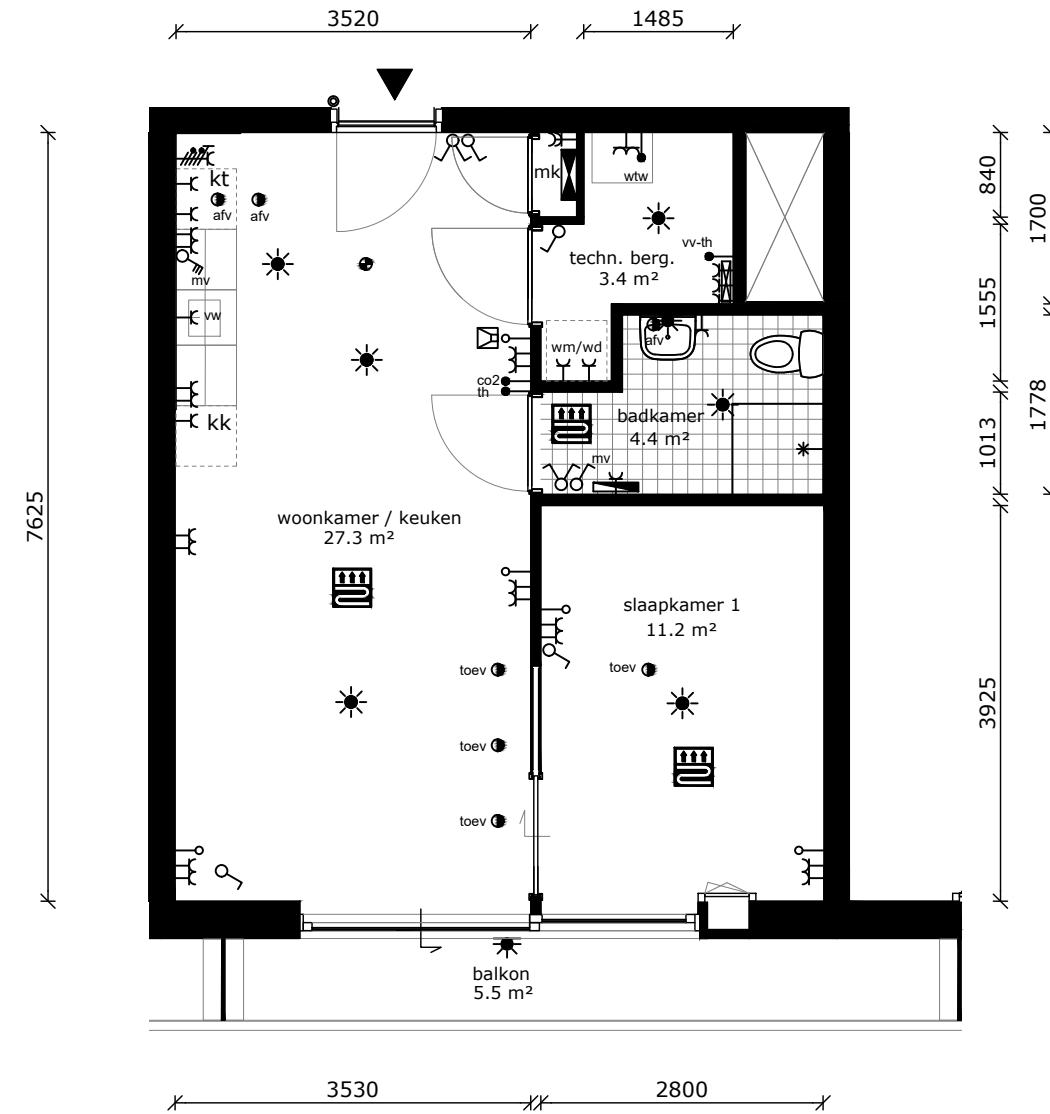 3520
1485
kt
afv
afv
mk
wtw
840
1700
vv-th
techn. berg.
3.4 m²
mv
vw
1555
wm/wd
afv
co2
th
kk
badkamer
4.4 m²
mv
1013
1778
7625
woonkamer / keuken
27.3 m²
slaapkamer 1
11.2 m²
toev
toev
toev
toev
3925
balkon
5.5 m²
3530
2800